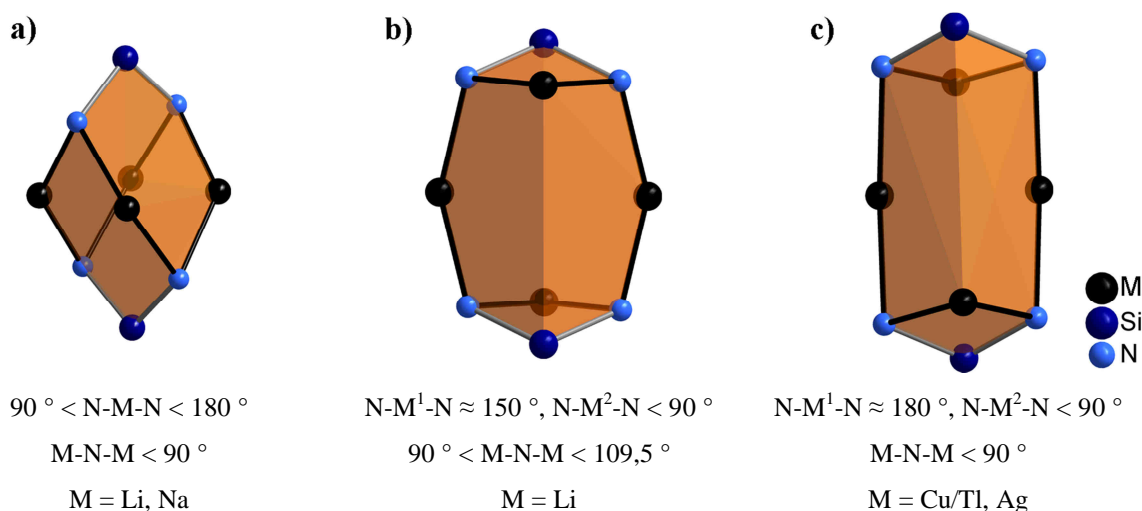 a)
b)
c)
M
Si
N
90 ° < N-M-N < 180 °
M-N-M < 90 °
M = Li, Na
N-M¹-N ≈ 150 °, N-M²-N < 90 °
90 ° < M-N-M < 109,5 °
M = Li
N-M¹-N ≈ 180 °, N-M²-N < 90 °
M-N-M < 90 °
M = Cu/Tl, Ag